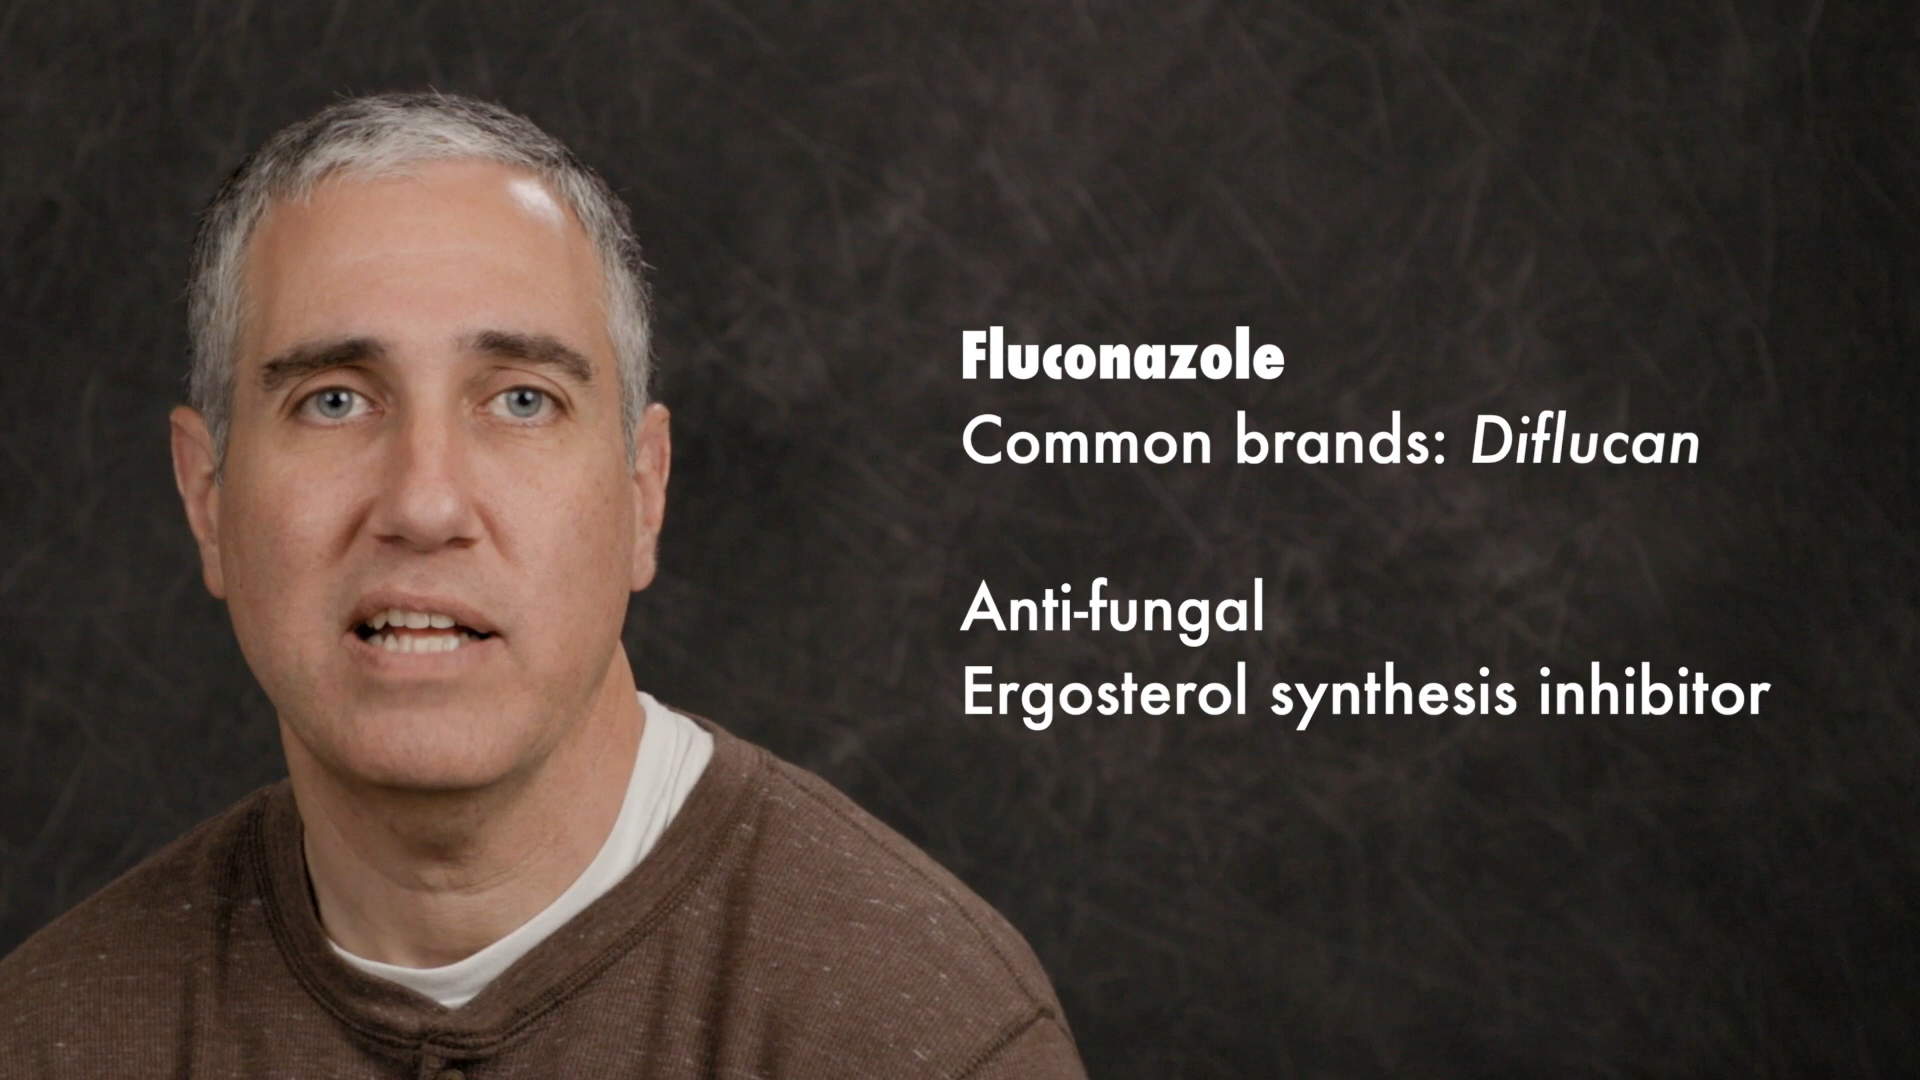 Fluconazole
Common brands: Diflucan
Anti-fungal
Ergosterol synthesis inhibitor